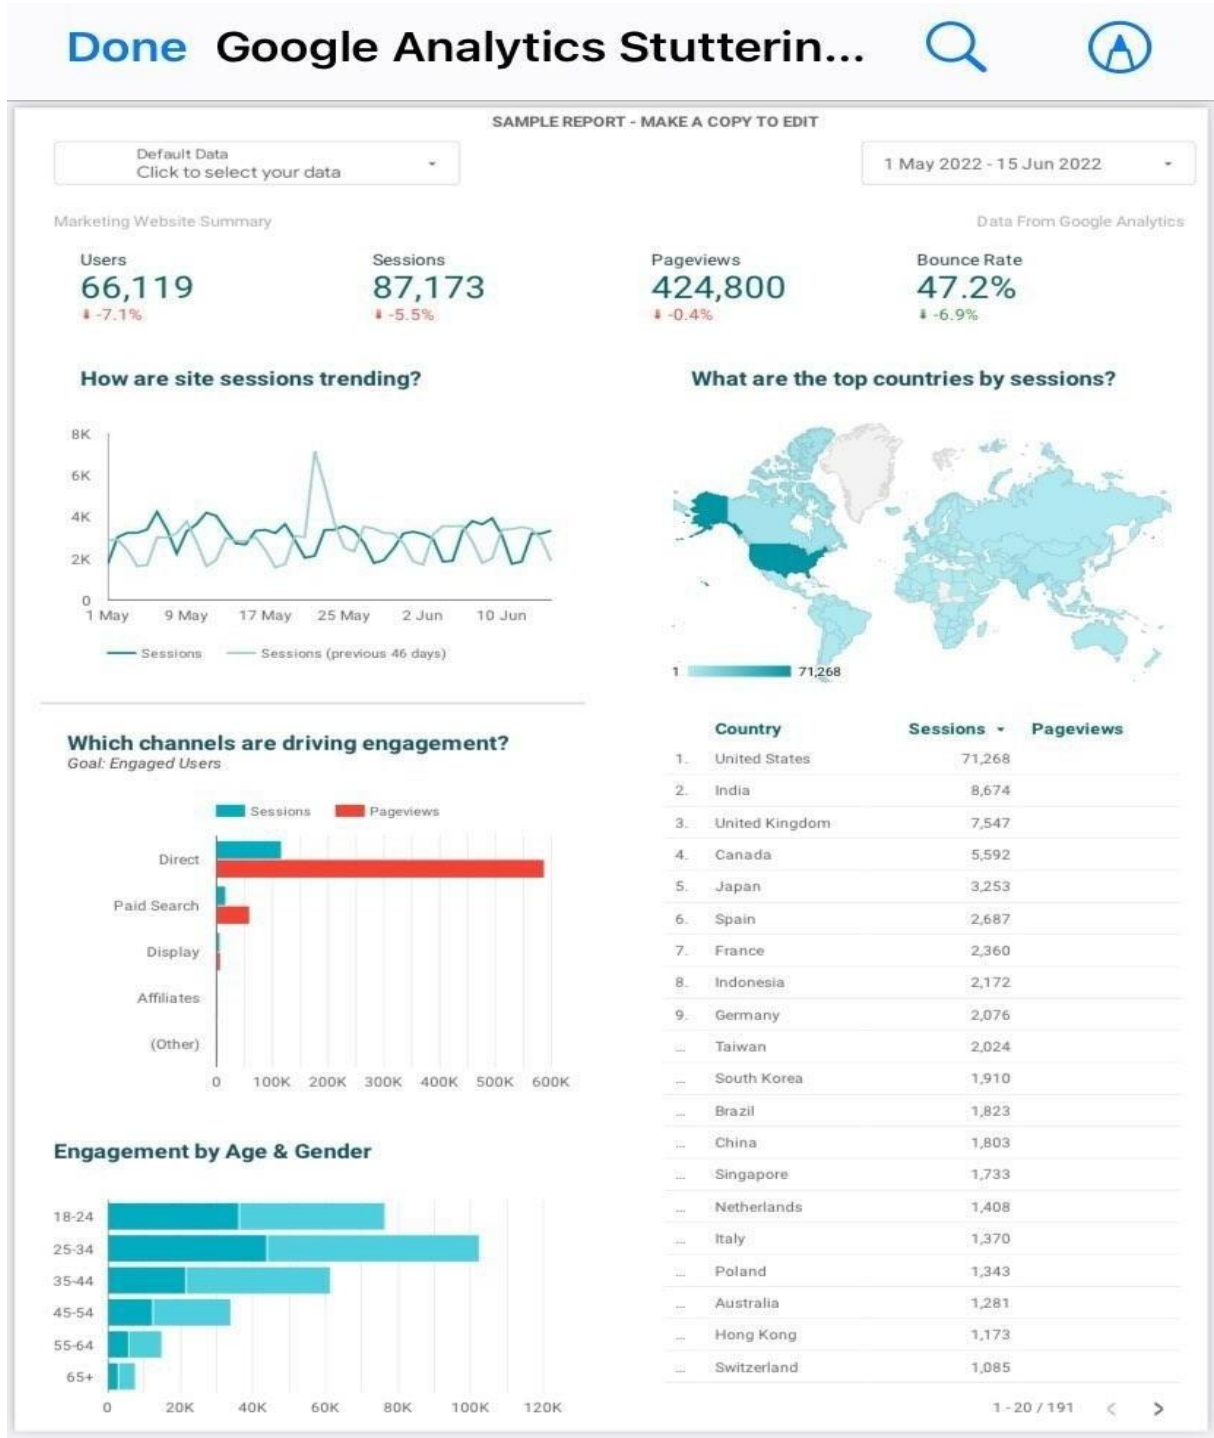 Done Google Analytics Stutterin...
SAMPLE REPORT - MAKE A COPY TO EDIT
Default Data
Click to select your data
1 May 2022 - 15 Jun 2022
Marketing Website Summary
Data From Google Analytics
Users
66,119
-7.1%
Sessions
87,173
-5.5%
Pageviews
424,800
-0.4%
Bounce Rate
47.2%
-6.9%
How are site sessions trending?
8K
6K
4K
2K
0
1 May 9 May 17 May 25 May 2 Jun 10 Jun
Sessions Sessions (previous 46 days)
What are the top countries by sessions?
1 71,268
Which channels are driving engagement?
Goal: Engaged Users
Sessions Pageviews
Direct
Paid Search
Display
Affiliates
(Other)
0 100K 200K 300K 400K 500K 600K
Engagement by Age & Gender
18-24
25-34
35-44
45-54
55-64
65+
0 20K 40K 60K 80K 100K 120K
Country Sessions Pageviews
1. United States 71,268
2. India 8,674
3. United Kingdom 7,547
4. Canada 5,592
5. Japan 3,253
6. Spain 2,687
7. France 2,360
8. Indonesia 2,172
9. Germany 2,076
... Taiwan 2,024
... South Korea 1,910
... Brazil 1,823
... China 1,803
... Singapore 1,733
... Netherlands 1,408
... Italy 1,370
... Poland 1,343
... Australia 1,281
... Hong Kong 1,173
... Switzerland 1,085
1 - 20 / 191 < >